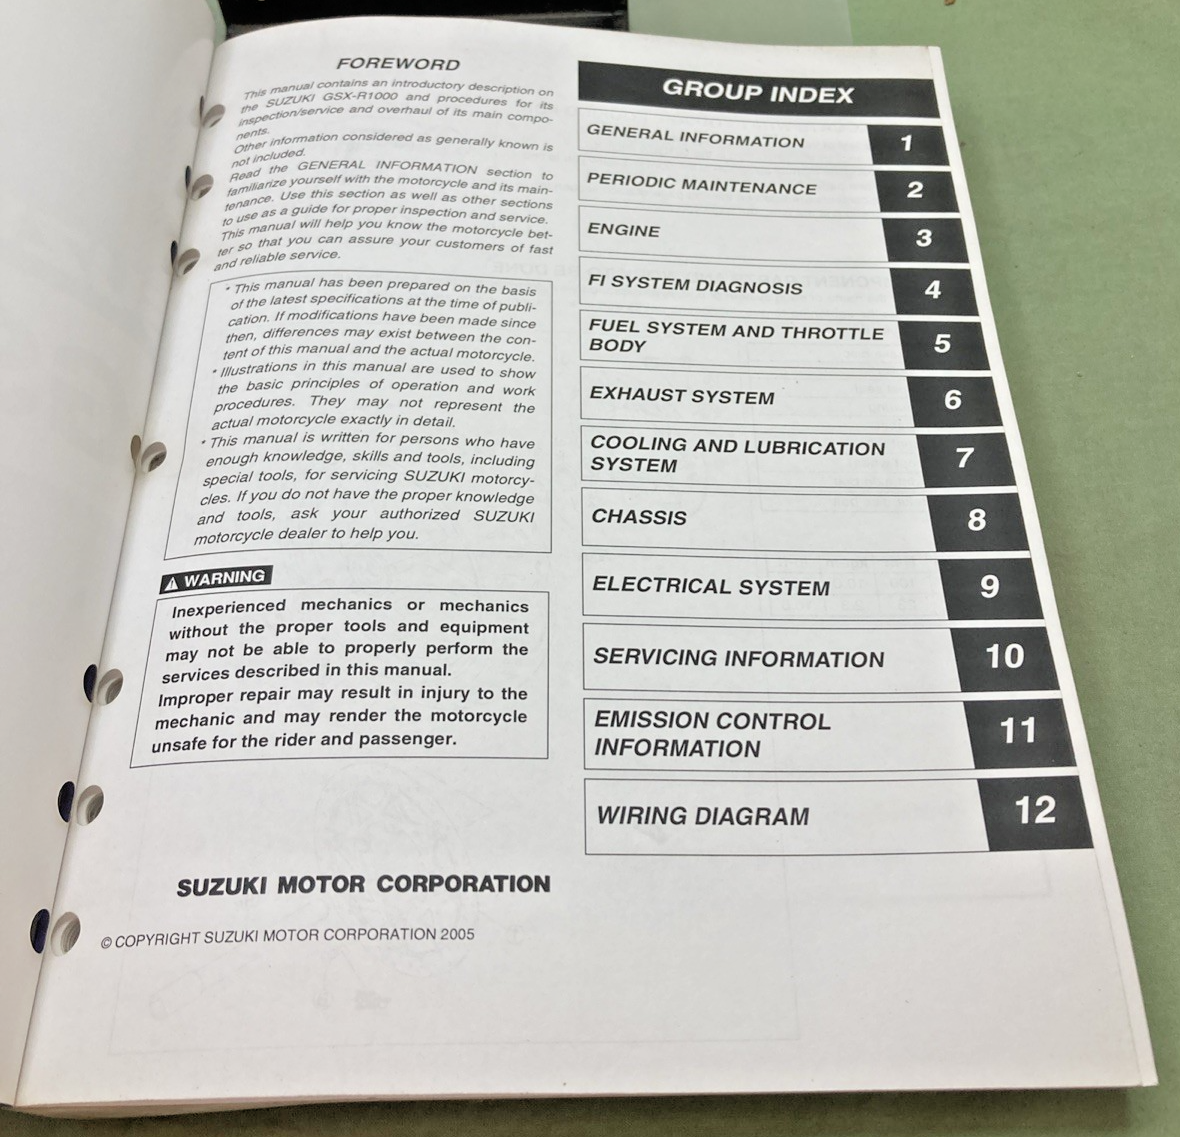 FOREWORD
This manual contains an introductory description on
the SUZUKI GSX-R1000 and procedures for its
inspection/service and overhaul of its main compo-
nents.
Other information considered as generally known is
not included.
Read the GENERAL INFORMATION section to
familiarize yourself with the motorcycle and its main-
tenance. Use this section as well as other sections
to use as a guide for proper inspection and service.
This manual will help you know the motorcycle bet-
ter so that you can assure your customers of fast
and reliable service.
* This manual has been prepared on the basis
of the latest specifications at the time of publi-
cation. If modifications have been made since
then, differences may exist between the con-
tent of this manual and the actual motorcycle.
* Illustrations in this manual are used to show
the basic principles of operation and work
procedures. They may not represent the
actual motorcycle exactly in detail.
* This manual is written for persons who have
enough knowledge, skills and tools, including
special tools, for servicing SUZUKI motorcy-
cles. If you do not have the proper knowledge
and tools, ask your authorized SUZUKI
motorcycle dealer to help you.
WARNING
Inexperienced mechanics or mechanics
without the proper tools and equipment
may not be able to properly perform the
services described in this manual.
Improper repair may result in injury to the
mechanic and may render the motorcycle
unsafe for the rider and passenger.
SUZUKI MOTOR CORPORATION
© COPYRIGHT SUZUKI MOTOR CORPORATION 2005
GROUP INDEX
GENERAL INFORMATION 1
PERIODIC MAINTENANCE 2
ENGINE 3
FI SYSTEM DIAGNOSIS 4
FUEL SYSTEM AND THROTTLE
BODY 5
EXHAUST SYSTEM 6
COOLING AND LUBRICATION
SYSTEM 7
CHASSIS 8
ELECTRICAL SYSTEM 9
SERVICING INFORMATION 10
EMISSION CONTROL
INFORMATION 11
WIRING DIAGRAM 12